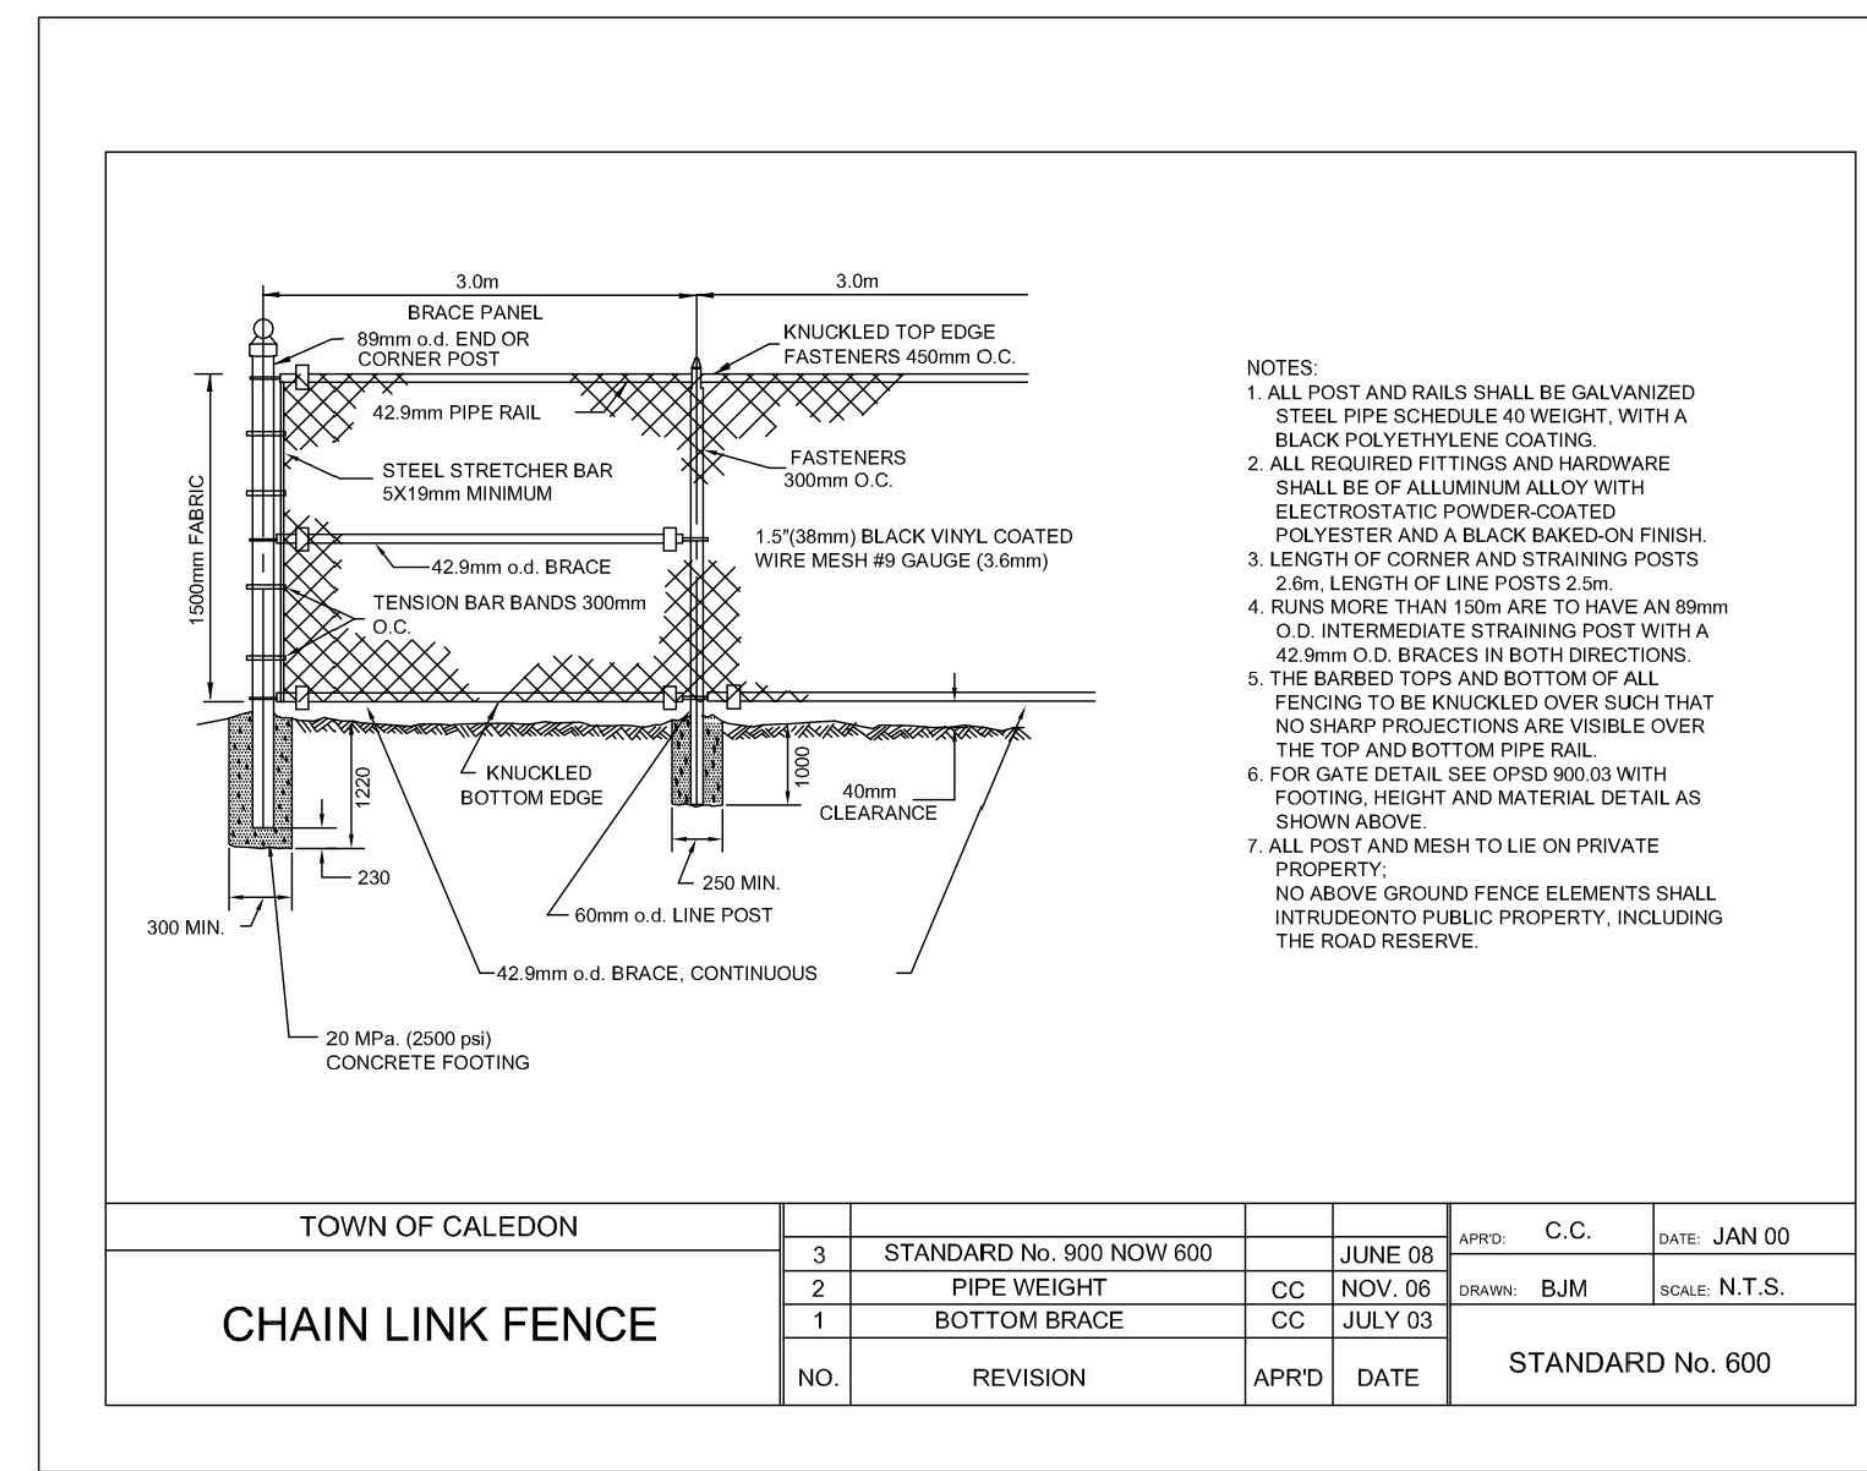 3.0m
3.0m
BRACE PANEL
89mm o.d. END OR
CORNER POST
KNUCKLED TOP EDGE
FASTENERS 450mm O.C.
42.9mm PIPE RAIL
STEEL STRETCHER BAR
5X19mm MINIMUM
FASTENERS
300mm O.C.
1500mm FABRIC
1.5"(38mm) BLACK VINYL COATED
WIRE MESH #9 GAUGE (3.6mm)
42.9mm o.d. BRACE
TENSION BAR BANDS 300mm
O.C.
1220
KNUCKLED
BOTTOM EDGE
1000
40mm
CLEARANCE
230
250 MIN.
300 MIN.
60mm o.d. LINE POST
42.9mm o.d. BRACE, CONTINUOUS
20 MPa. (2500 psi)
CONCRETE FOOTING
NOTES:
1. ALL POST AND RAILS SHALL BE GALVANIZED
STEEL PIPE SCHEDULE 40 WEIGHT, WITH A
BLACK POLYETHYLENE COATING.
2. ALL REQUIRED FITTINGS AND HARDWARE
SHALL BE OF ALLUMINUM ALLOY WITH
ELECTROSTATIC POWDER-COATED
POLYESTER AND A BLACK BAKED-ON FINISH.
3. LENGTH OF CORNER AND STRAINING POSTS
2.6m, LENGTH OF LINE POSTS 2.5m.
4. RUNS MORE THAN 150m ARE TO HAVE AN 89mm
O.D. INTERMEDIATE STRAINING POST WITH A
42.9mm O.D. BRACES IN BOTH DIRECTIONS.
5. THE BARBED TOPS AND BOTTOM OF ALL
FENCING TO BE KNUCKLED OVER SUCH THAT
NO SHARP PROJECTIONS ARE VISIBLE OVER
THE TOP AND BOTTOM PIPE RAIL.
6. FOR GATE DETAIL SEE OPSD 900.03 WITH
FOOTING, HEIGHT AND MATERIAL DETAIL AS
SHOWN ABOVE.
7. ALL POST AND MESH TO LIE ON PRIVATE
PROPERTY;
NO ABOVE GROUND FENCE ELEMENTS SHALL
INTRUDEONTO PUBLIC PROPERTY, INCLUDING
THE ROAD RESERVE.
TOWN OF CALEDON
CHAIN LINK FENCE
3 STANDARD No. 900 NOW 600 JUNE 08
2 PIPE WEIGHT CC NOV. 06
1 BOTTOM BRACE CC JULY 03
NO. REVISION APR'D DATE
APR'D: C.C. DATE: JAN 00
DRAWN: BJM SCALE: N.T.S.
STANDARD No. 600